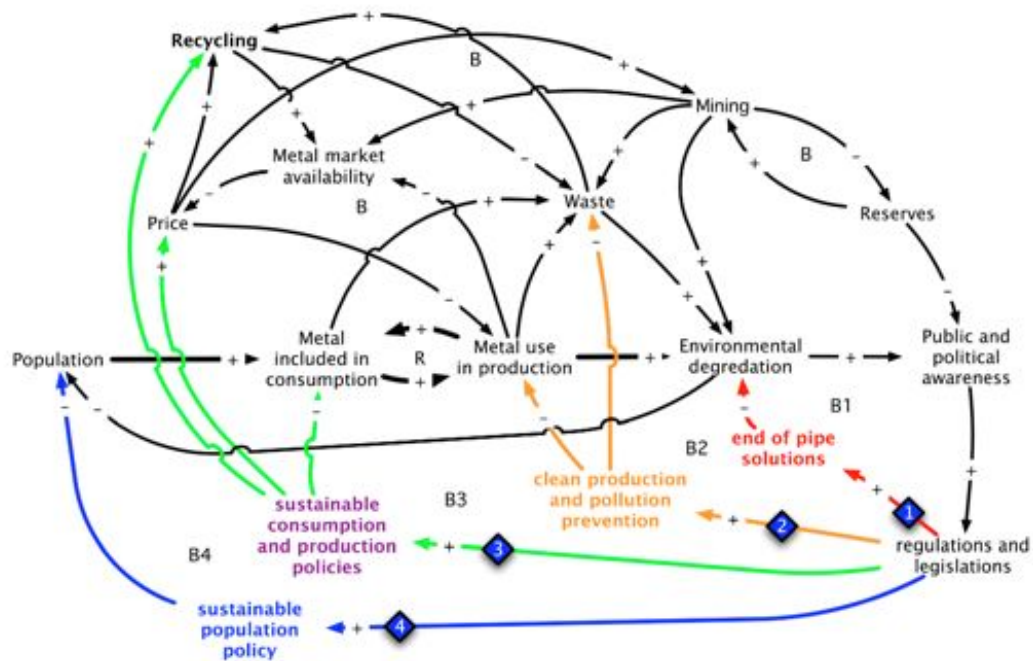 Recycling
+
B
+
Mining
+
+
+
+
-
Metal market
availability
+
-
+
B
-
-
-
B
+
Waste
Reserves
Price
+
-
+
+
+
-
-
+
-
Population
+
Metal
included in
consumption
+
R
+
Metal use
in production
+
Environmental
degredation
+
Public and
political
awareness
-
-
-
-
-
B1
B2
end of pipe
solutions
+
+
B3
clean production
and pollution
prevention
+
2
1
sustainable
consumption
and production
policies
+
3
regulations and
legislations
B4
sustainable
population
policy
+
4